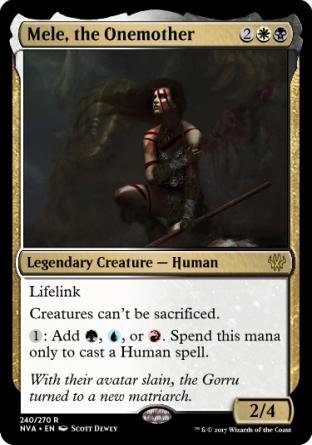 Mele, the Onemother 2
Legendary Creature — Human
Lifelink
Creatures can't be sacrificed.
1: Add , , or . Spend this mana
only to cast a Human spell.
With their avatar slain, the Gorru
turned to a new matriarch.
2/4
240/270 R
NVA • EN SCOTT DEWEY
™ & © 2017 Wizards of the Coast